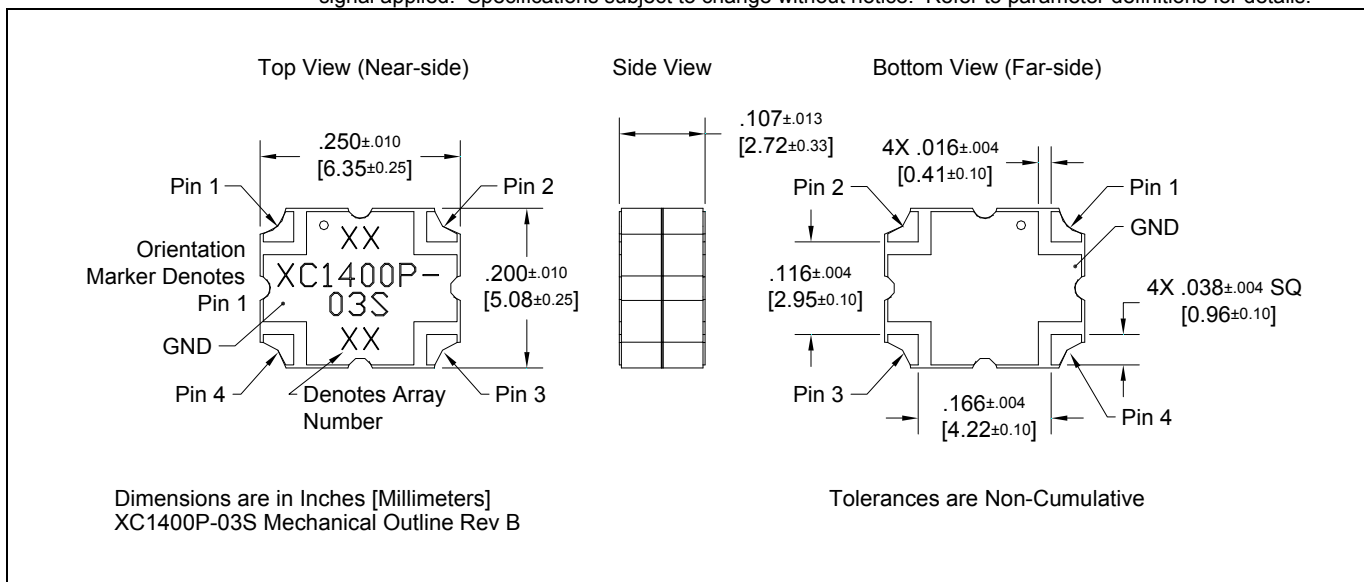 signal applied. Specifications subject to change without notice. Refer to parameter definitions for details.
Top View (Near-side)
Side View
Bottom View (Far-side)
.250±.010
[6.35±0.25]
Pin 1
Pin 2
Orientation
Marker Denotes
Pin 1
XX
XC1400P-
03S
XX
.200±.010
[5.08±0.25]
GND
Pin 4
Denotes Array
Number
Pin 3
.107±.013
[2.72±0.33]
4X .016±.004
[0.41±0.10]
Pin 2
Pin 1
GND
.116±.004
[2.95±0.10]
4X .038±.004 SQ
[0.96±0.10]
Pin 3
.166±.004
[4.22±0.10]
Pin 4
Dimensions are in Inches [Millimeters]
XC1400P-03S Mechanical Outline Rev B
Tolerances are Non-Cumulative